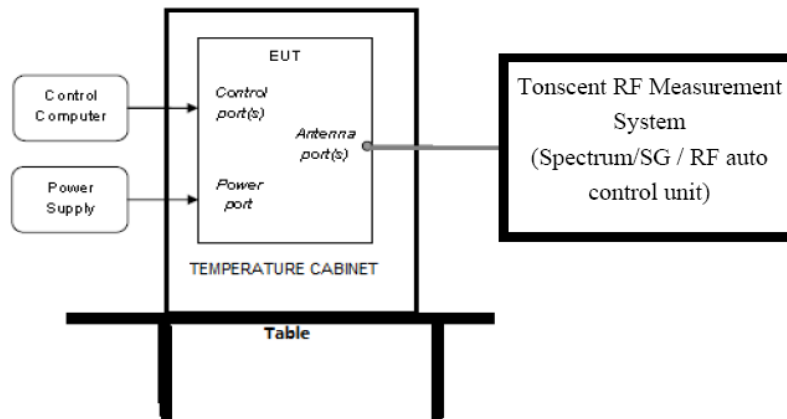 EUT
Control
Computer
Control
port(s)
Antenna
port(s)
Power
Supply
Power
port
TEMPERATURE CABINET
Table
Tonscent RF Measurement
System
(Spectrum/SG / RF auto
control unit)